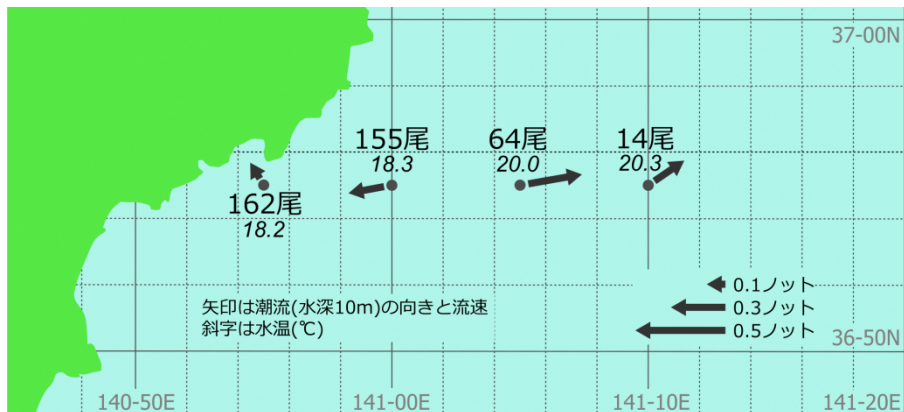 37-00N
155尾
18.3
64尾
20.0
14尾
20.3
162尾
18.2
矢印は潮流(水深10m)の向きと流速
斜字は水温(℃)
0.1ノット
0.3ノット
0.5ノット
36-50N
140-50E
141-00E
141-10E
141-20E